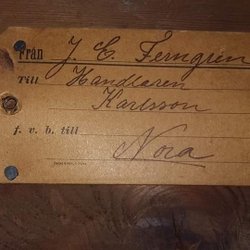 Från J. E. Ferngren
Till Handlaren
Karlsson
f. v. b. till
Nora